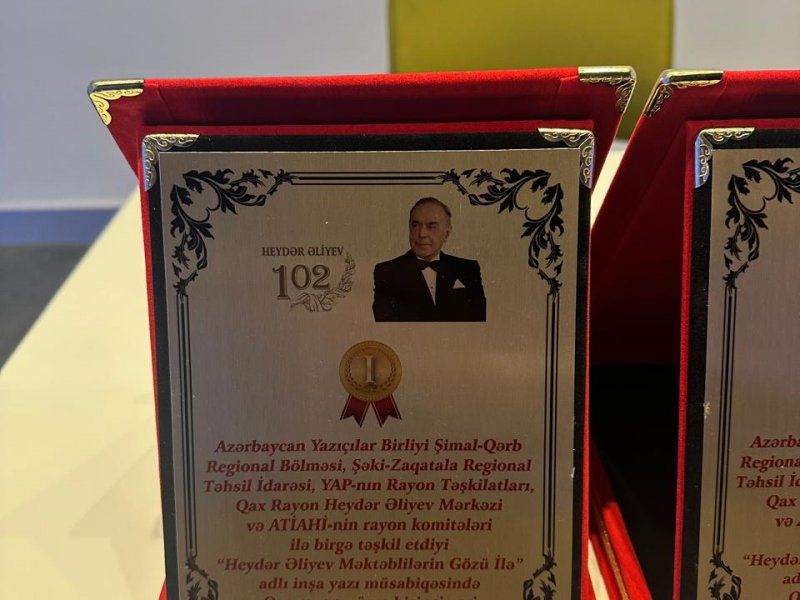 HEYDƏR ƏLİYEV
102
I
Azərbaycan Yazıçılar Birliyi Şimal-Qərb
Regional Bölməsi, Şəki-Zaqatala Regional
Təhsil İdarəsi, YAP-nın Rayon Təşkilatları,
Qax Rayon Heydər Əliyev Mərkəzi
və ATİAHİ-nin rayon komitələri
ilə birgə təşkil etdiyi
“Heydər Əliyev Məktəblilərin Gözü İlə”
adlı inşa yazı müsabiqəsində
Azərba
Regiona
Təhsil İd
Qax
və A
“Heydə
adl